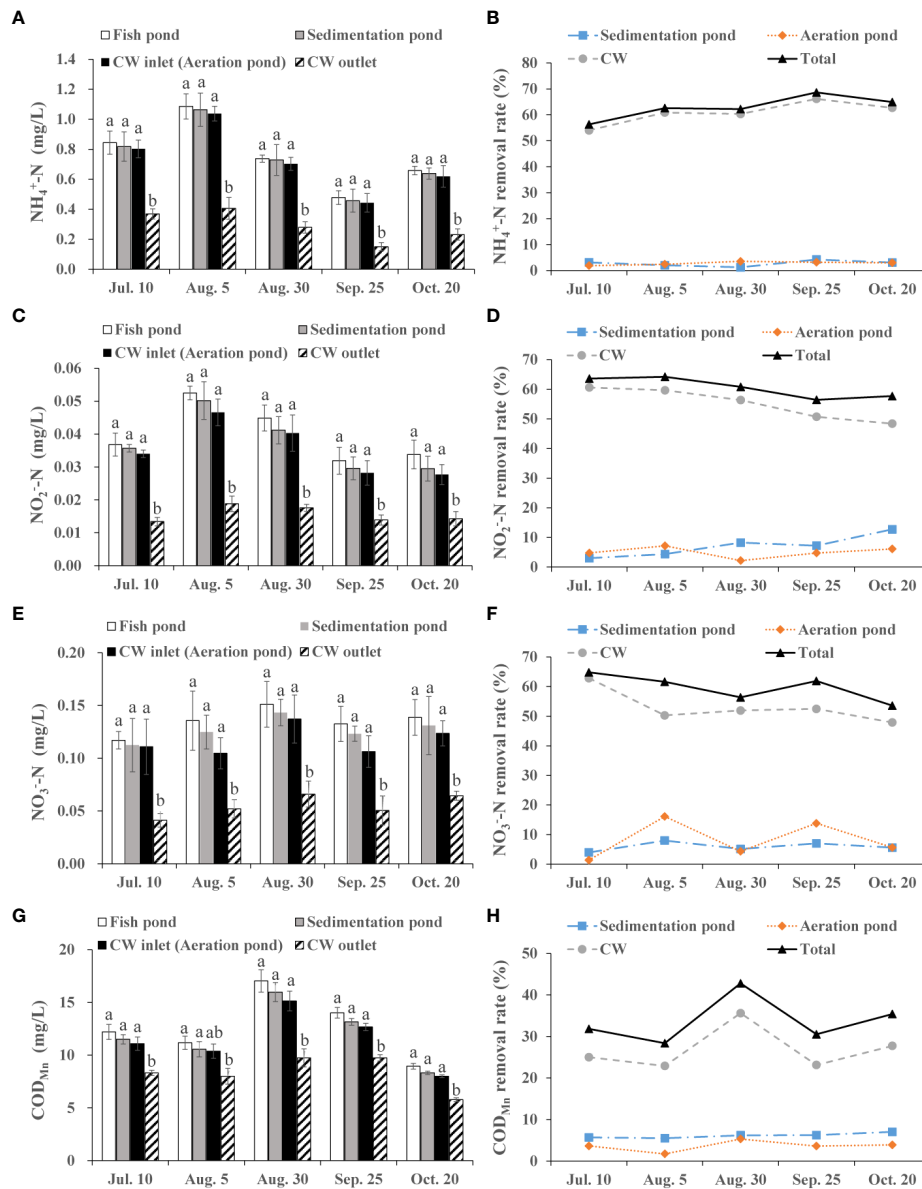 A
Fish pond
Sedimentation pond
CW inlet (Aeration pond)
CW outlet
NH₄⁺-N (mg/L)
1.4
1.2
1.0
0.8
0.6
0.4
0.2
0.0
a a a b
a a a b
a a a b
a a a b
a a a b
Jul. 10 Aug. 5 Aug. 30 Sep. 25 Oct. 20
B
Sedimentation pond
Aeration pond
CW
Total
NH₄⁺-N removal rate (%)
80
70
60
50
40
30
20
10
0
Jul. 10 Aug. 5 Aug. 30 Sep. 25 Oct. 20
C
Fish pond
Sedimentation pond
CW inlet (Aeration pond)
CW outlet
NO₂⁻-N (mg/L)
0.06
0.05
0.04
0.03
0.02
0.01
0.00
a a a b
a a a b
a a a b
a a a b
a a a b
Jul. 10 Aug. 5 Aug. 30 Sep. 25 Oct. 20
D
Sedimentation pond
Aeration pond
CW
Total
NO₂⁻-N removal rate (%)
70
60
50
40
30
20
10
0
Jul. 10 Aug. 5 Aug. 30 Sep. 25 Oct. 20
E
Fish pond
Sedimentation pond
CW inlet (Aeration pond)
CW outlet
NO₃⁻-N (mg/L)
0.20
0.15
0.10
0.05
0.00
a a a b
a a a b
a a a b
a a a b
a a a b
Jul. 10 Aug. 5 Aug. 30 Sep. 25 Oct. 20
F
Sedimentation pond
Aeration pond
CW
Total
NO₃⁻-N removal rate (%)
70
60
50
40
30
20
10
0
Jul. 10 Aug. 5 Aug. 30 Sep. 25 Oct. 20
G
Fish pond
Sedimentation pond
CW inlet (Aeration pond)
CW outlet
COD_Mn (mg/L)
20
15
10
5
0
a a a b
a a ab b
a a a b
a a a b
a a a b
Jul. 10 Aug. 5 Aug. 30 Sep. 25 Oct. 20
H
Sedimentation pond
Aeration pond
CW
Total
COD_Mn removal rate (%)
50
40
30
20
10
0
Jul. 10 Aug. 5 Aug. 30 Sep. 25 Oct. 20